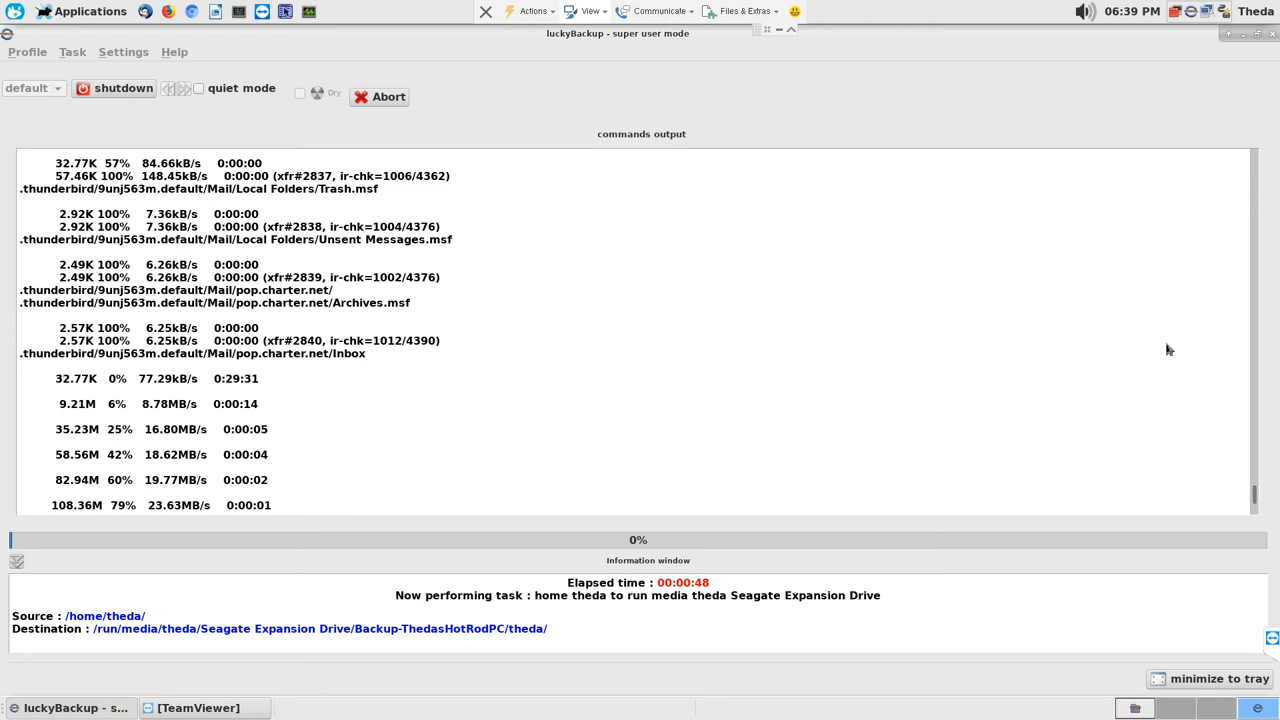 Applications
Actions
View
Communicate
Files & Extras
06:39 PM
Theda
luckyBackup - super user mode
Profile
Task
Settings
Help
default
shutdown
quiet mode
Dry
Abort
commands output
32.77K 57% 84.66kB/s 0:00:00
57.46K 100% 148.45kB/s 0:00:00 (xfr#2837, ir-chk=1006/4362)
.thunderbird/9unj563m.default/Mail/Local Folders/Trash.msf
2.92K 100% 7.36kB/s 0:00:00
2.92K 100% 7.36kB/s 0:00:00 (xfr#2838, ir-chk=1004/4376)
.thunderbird/9unj563m.default/Mail/Local Folders/Unsent Messages.msf
2.49K 100% 6.26kB/s 0:00:00
2.49K 100% 6.26kB/s 0:00:00 (xfr#2839, ir-chk=1002/4376)
.thunderbird/9unj563m.default/Mail/pop.charter.net/
.thunderbird/9unj563m.default/Mail/pop.charter.net/Archives.msf
2.57K 100% 6.25kB/s 0:00:00
2.57K 100% 6.25kB/s 0:00:00 (xfr#2840, ir-chk=1012/4390)
.thunderbird/9unj563m.default/Mail/pop.charter.net/Inbox
32.77K 0% 77.29kB/s 0:29:31
9.21M 6% 8.78MB/s 0:00:14
35.23M 25% 16.80MB/s 0:00:05
58.56M 42% 18.62MB/s 0:00:04
82.94M 60% 19.77MB/s 0:00:02
108.36M 79% 23.63MB/s 0:00:01
0%
Information window
Elapsed time : 00:00:48
Now performing task : home theda to run media theda Seagate Expansion Drive
Source : /home/theda/
Destination : /run/media/theda/Seagate Expansion Drive/Backup-ThedasHotRodPC/theda/
minimize to tray
luckyBackup - s...
[TeamViewer]